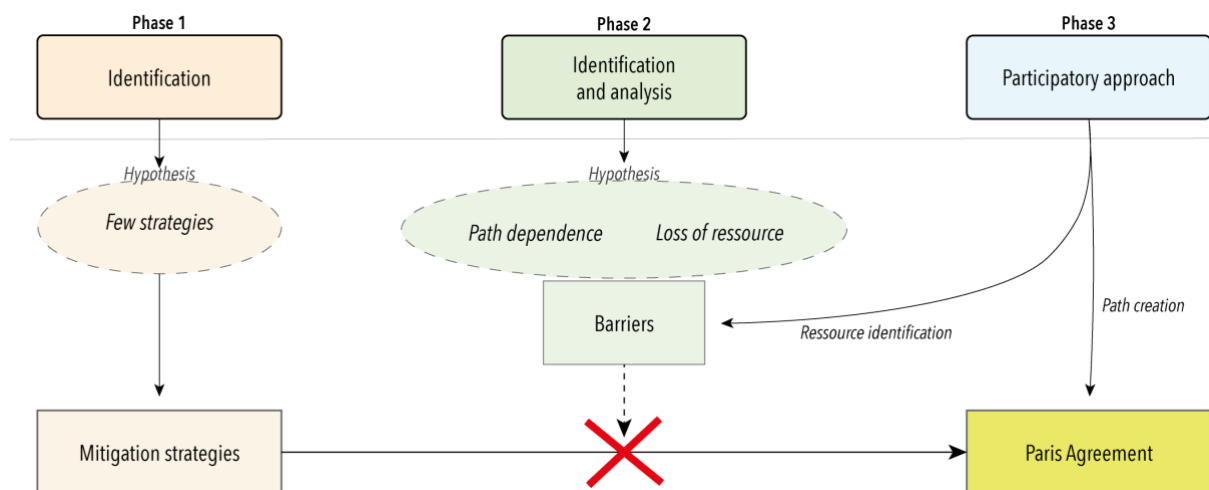 Phase 1
Phase 2
Phase 3
Identification
Identification
and analysis
Participatory approach
Hypothesis
Hypothesis
Few strategies
Path dependence
Loss of ressource
Path creation
Barriers
Ressource identification
Mitigation strategies
Paris Agreement